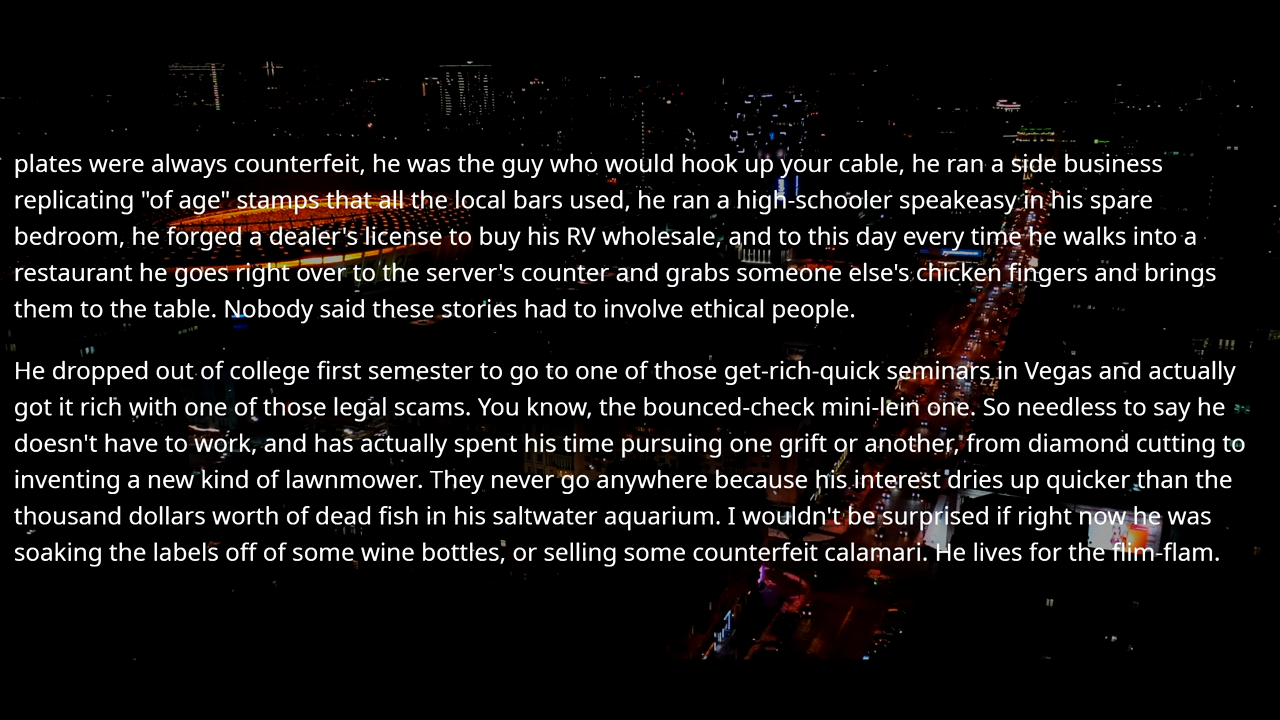 plates were always counterfeit, he was the guy who would hook up your cable, he ran a side business
replicating "of age" stamps that all the local bars used, he ran a high-schooler speakeasy in his spare
bedroom, he forged a dealer's license to buy his RV wholesale, and to this day every time he walks into a
restaurant he goes right over to the server's counter and grabs someone else's chicken fingers and brings
them to the table. Nobody said these stories had to involve ethical people.
He dropped out of college first semester to go to one of those get-rich-quick seminars in Vegas and actually
got it rich with one of those legal scams. You know, the bounced-check mini-lein one. So needless to say he
doesn't have to work, and has actually spent his time pursuing one grift or another, from diamond cutting to
inventing a new kind of lawnmower. They never go anywhere because his interest dries up quicker than the
thousand dollars worth of dead fish in his saltwater aquarium. I wouldn't be surprised if right now he was
soaking the labels off of some wine bottles, or selling some counterfeit calamari. He lives for the flim-flam.